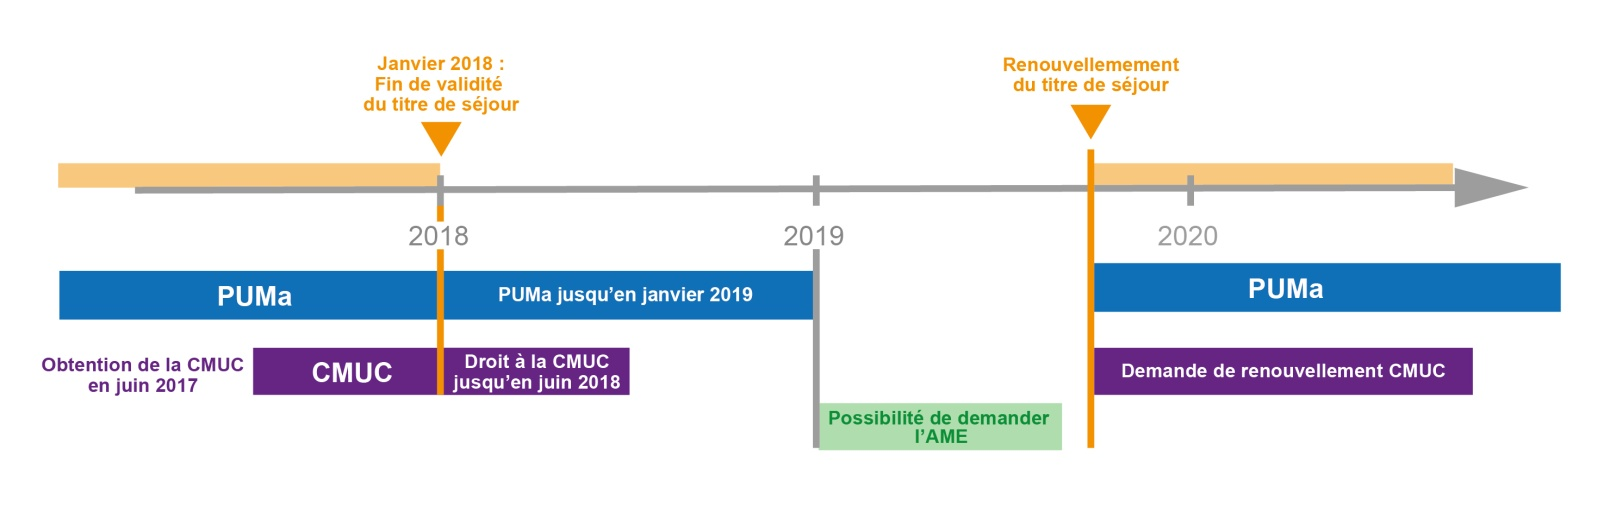 Janvier 2018 :
Fin de validité
du titre de séjour
Renouvellemement
du titre de séjour
2018
2019
2020
PUMa
PUMa jusqu’en janvier 2019
PUMa
Obtention de la CMUC
en juin 2017
CMUC
Droit à la CMUC
jusqu’en juin 2018
Demande de renouvellement CMUC
Possibilité de demander
l’AME